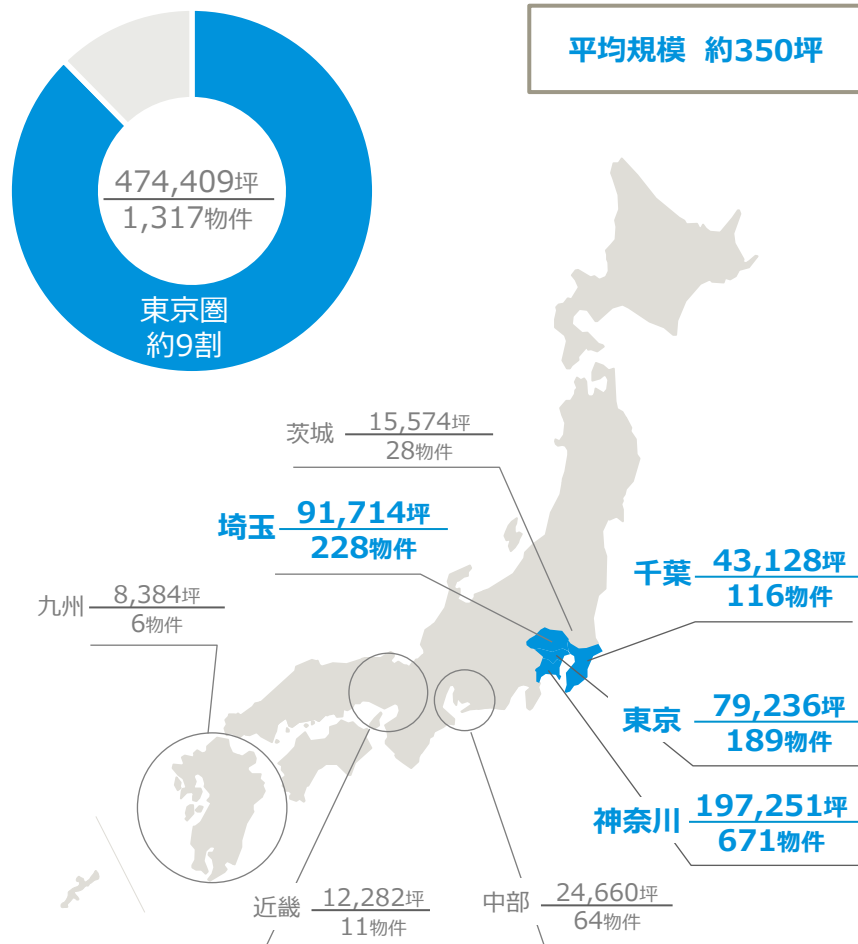 平均規模 約350坪
474,409坪
1,317物件
東京圏
約9割
茨城
15,574坪
28物件
埼玉
91,714坪
228物件
千葉
43,128坪
116物件
九州
8,384坪
6物件
東京
79,236坪
189物件
神奈川
197,251坪
671物件
近畿
12,282坪
11物件
中部
24,660坪
64物件